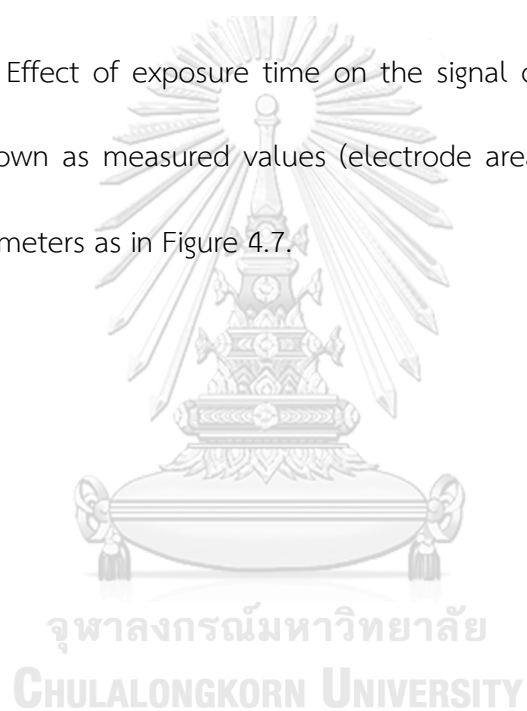 Effect of exposure time on the signal
own as measured values (electrode area
meters as in Figure 4.7.
จุฬาลงกรณ์มหาวิทยาลัย
CHULALONGKORN UNIVERSITY